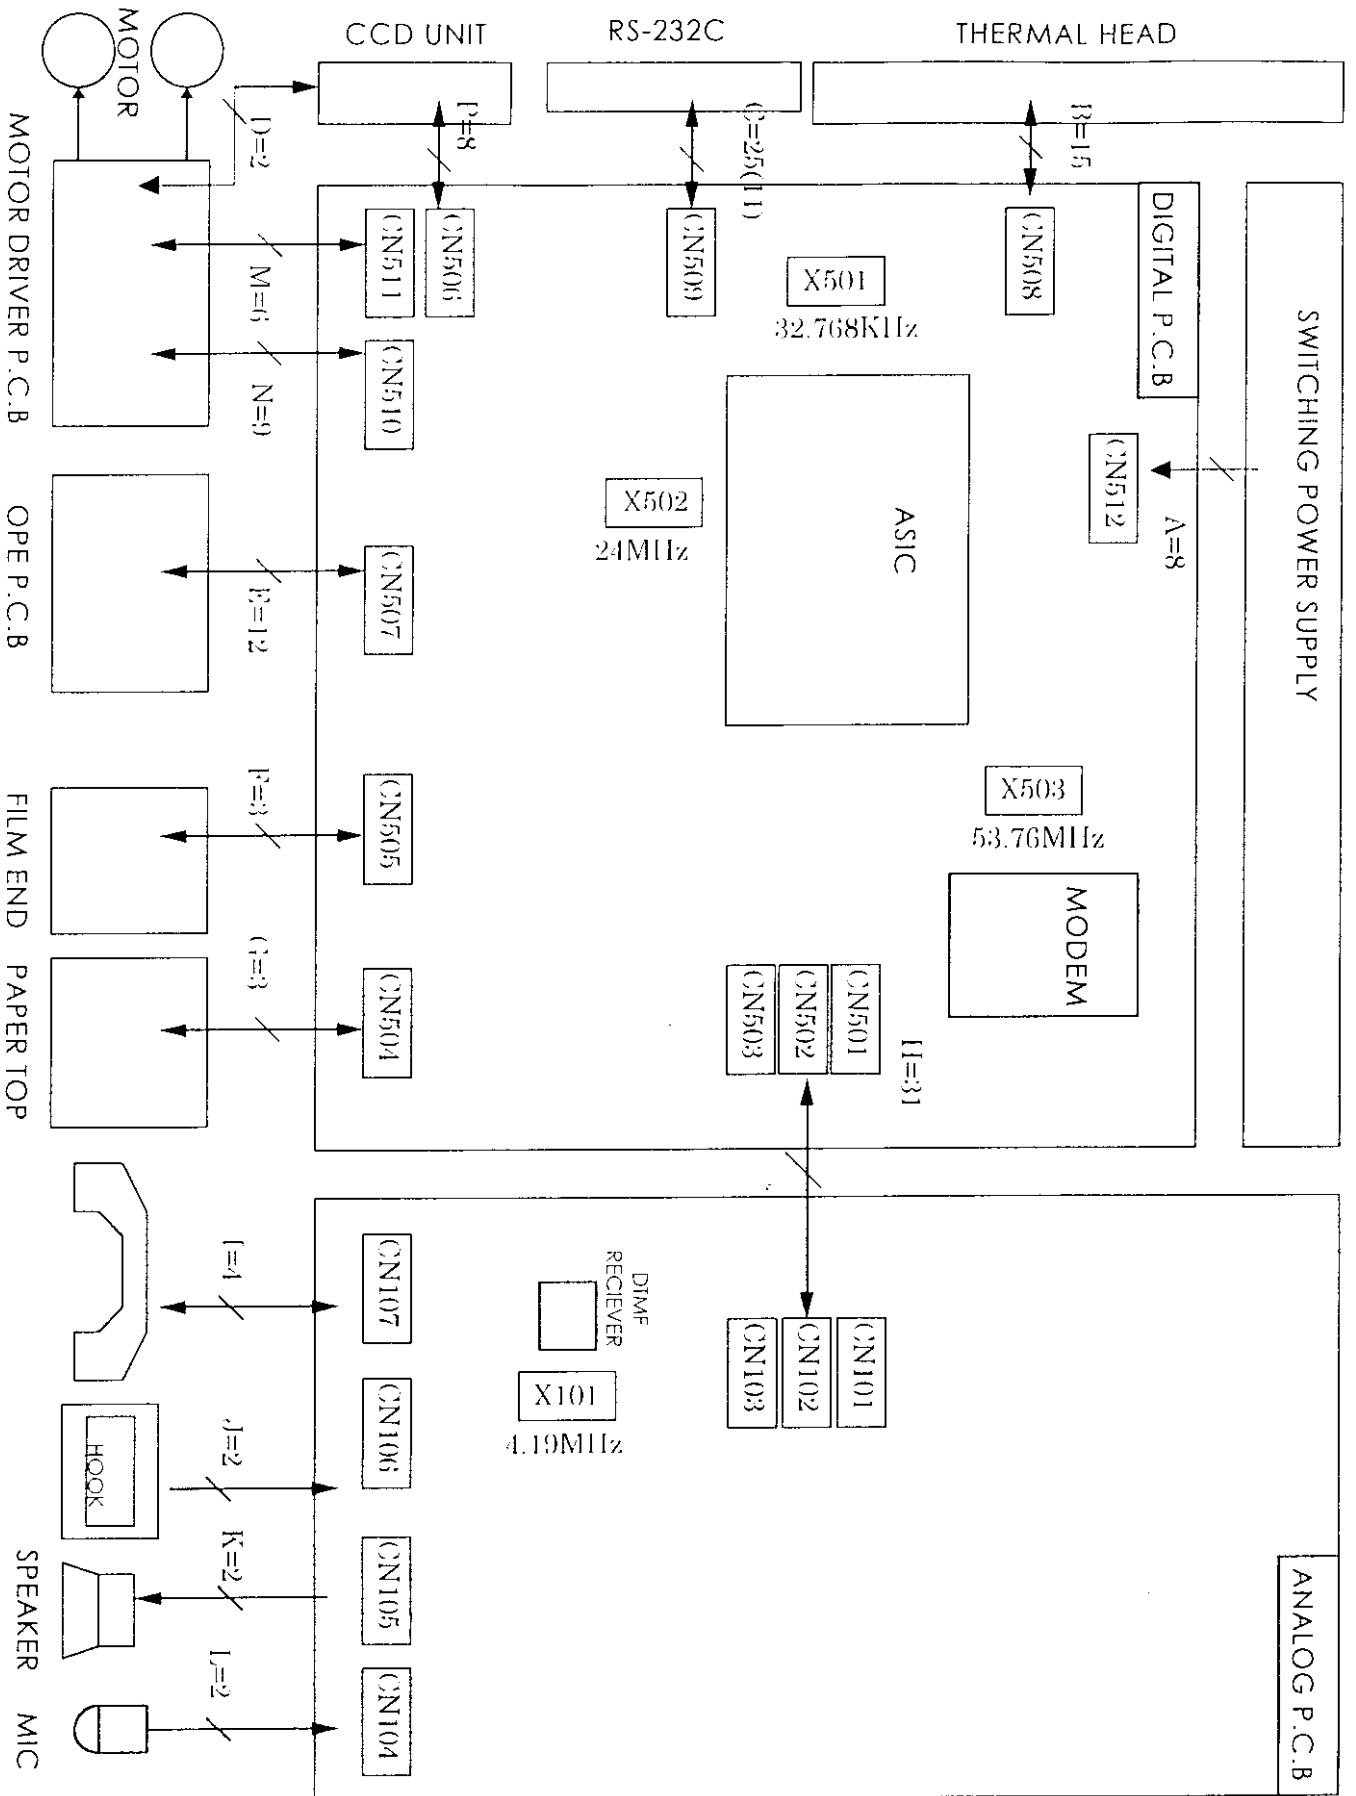 CCD UNIT
RS-232C
THERMAL HEAD
MOTOR
D=2
P=8
C=25(11)
B=15
MOTOR DRIVER P.C.B
M=6
N=9
CN511
CN506
CN510
CN509
CN508
X501
32.768KHz
DIGITAL P.C.B
SWITCHING POWER SUPPLY
A=8
CN512
ASIC
X502
24MHz
OPE P.C.B
E=12
CN507
X503
53.76MHz
MODEM
FILM END
F=3
CN505
PAPER TOP
G=3
CN504
CN503
CN502
CN501
H=31
I=4
CN107
DTMF
RECIEVER
X101
4.19MHz
CN103
CN102
CN101
HOOK
J=2
CN106
SPEAKER
K=2
CN105
MIC
L=2
CN104
ANALOG P.C.B